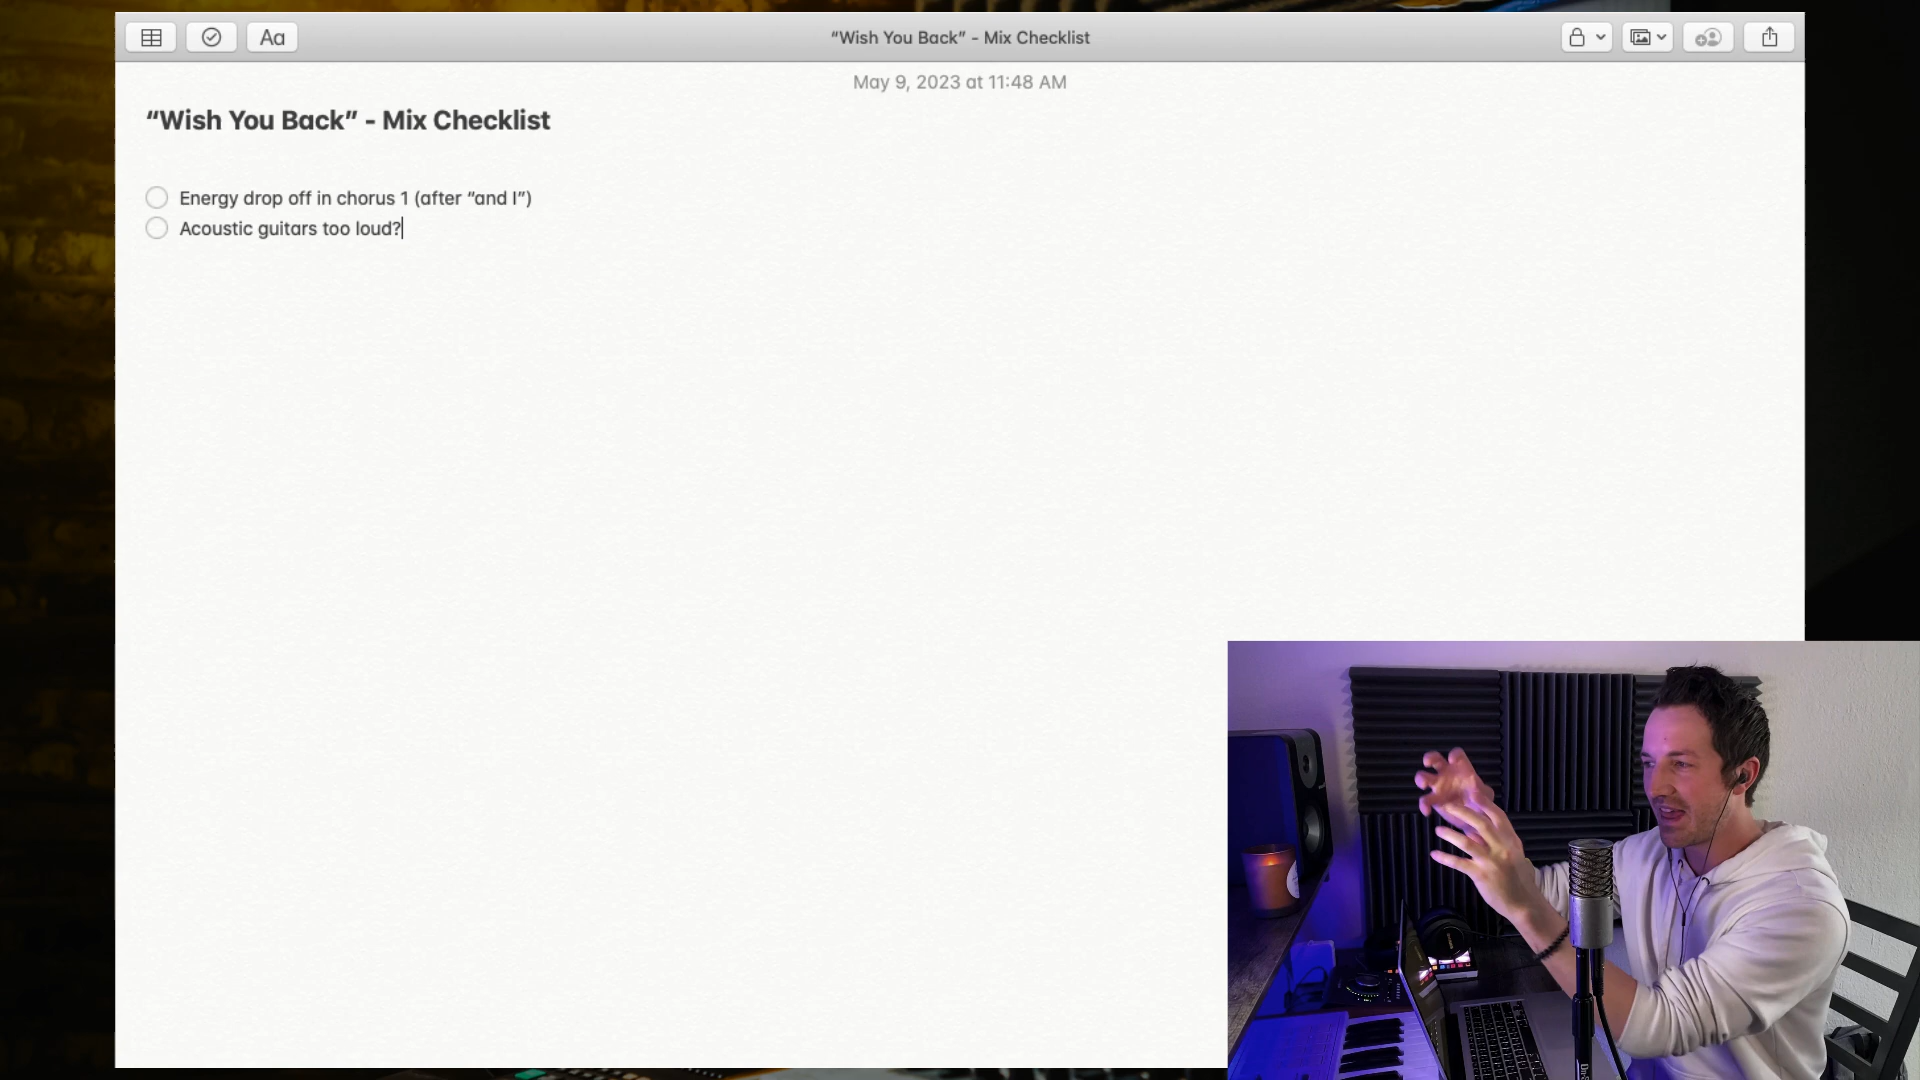 Aa
“Wish You Back” - Mix Checklist
May 9, 2023 at 11:48 AM
“Wish You Back” - Mix Checklist
Energy drop off in chorus 1 (after “and I”)
Acoustic guitars too loud?